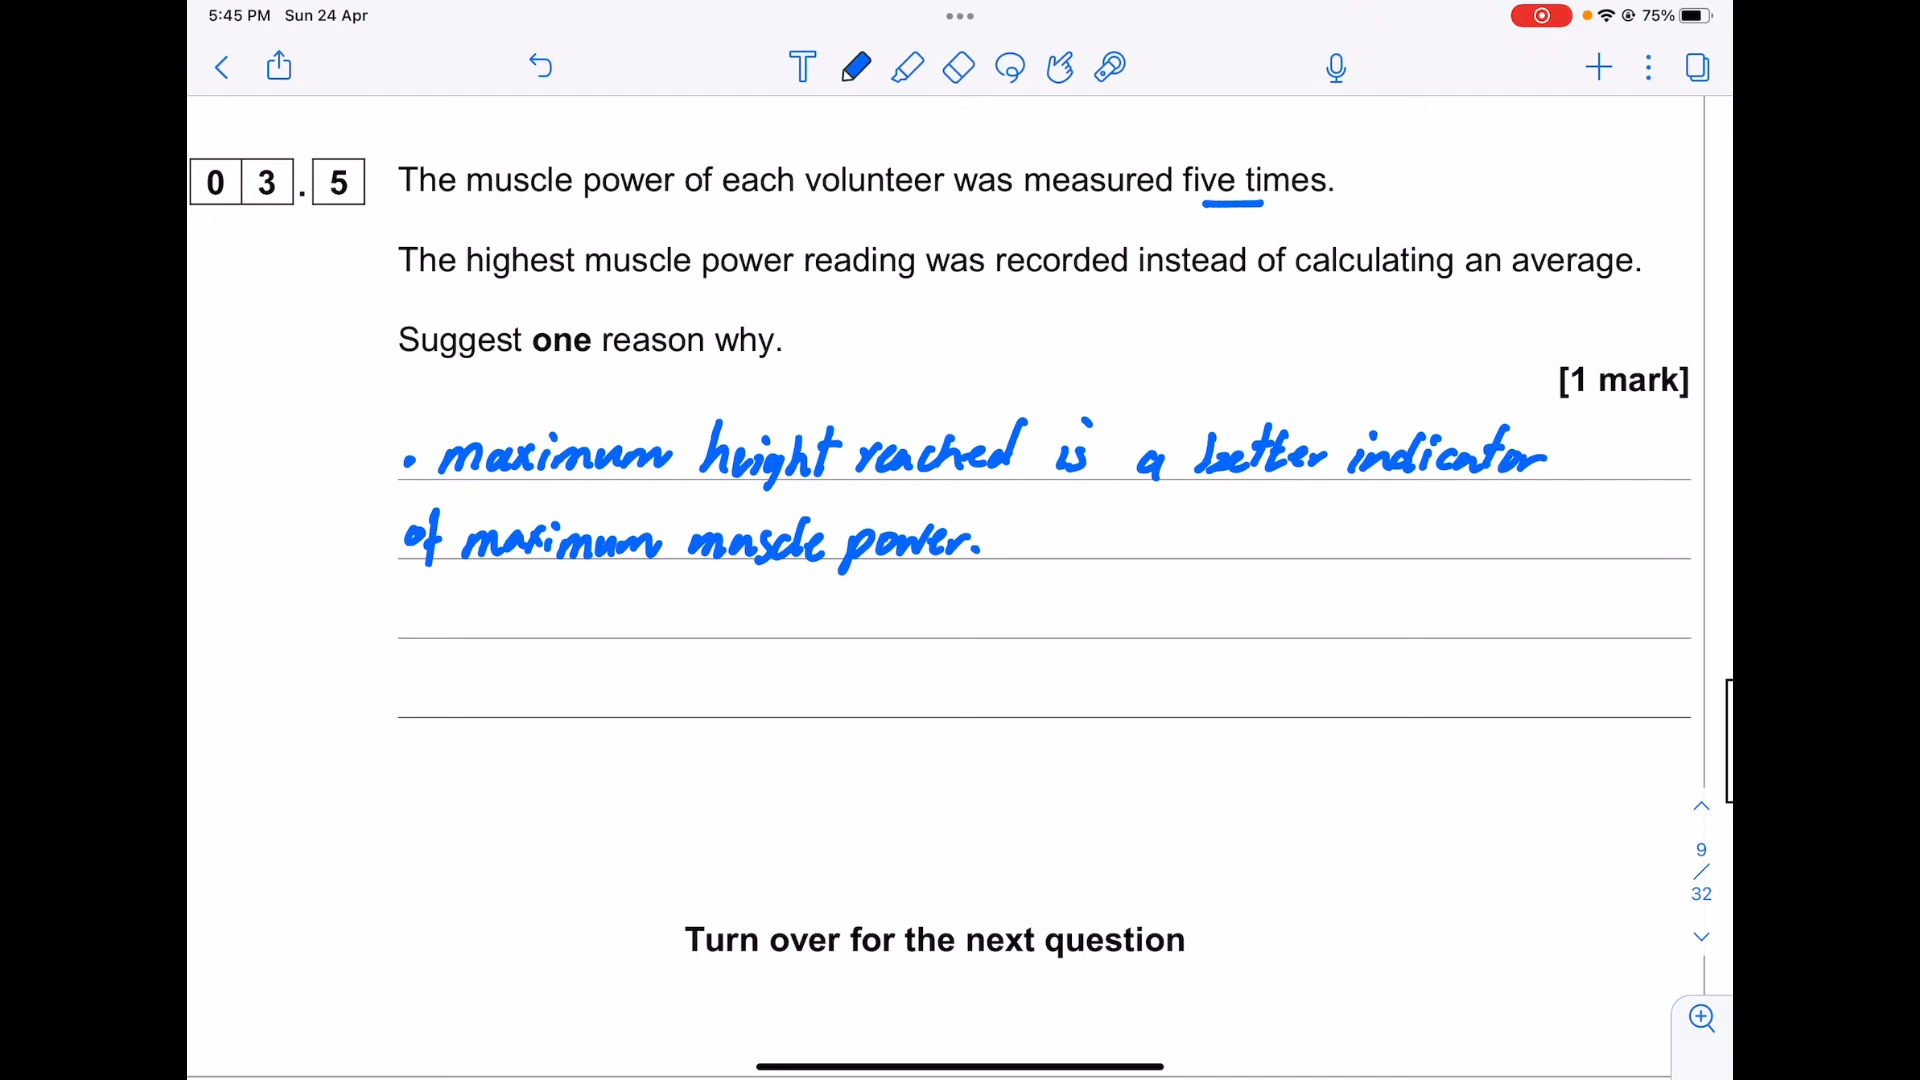 5:45 PM Sun 24 Apr
75%
T
03.5 The muscle power of each volunteer was measured five times.
The highest muscle power reading was recorded instead of calculating an average.
Suggest one reason why.
[1 mark]
• maximum height reached is a better indicator
of maximum muscle power.
9
/
32
Turn over for the next question